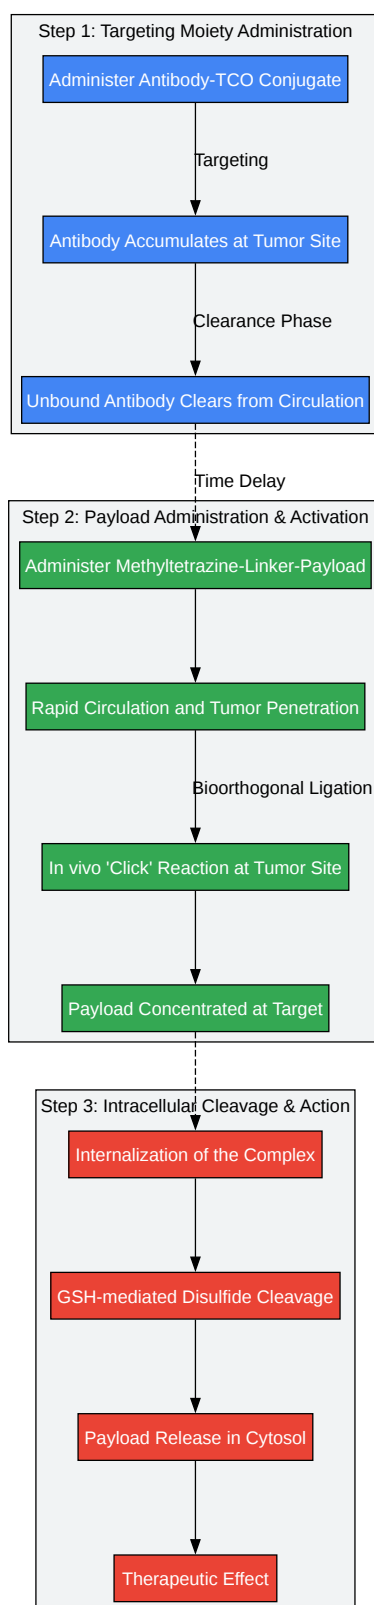 Step 1: Targeting Moiety Administration
Administer Antibody-TCO Conjugate
Targeting
Antibody Accumulates at Tumor Site
Clearance Phase
Unbound Antibody Clears from Circulation
Time Delay
Step 2: Payload Administration & Activation
Administer Methyltetrazine-Linker-Payload
Rapid Circulation and Tumor Penetration
Bioorthogonal Ligation
In vivo 'Click' Reaction at Tumor Site
Payload Concentrated at Target
Step 3: Intracellular Cleavage & Action
Internalization of the Complex
GSH-mediated Disulfide Cleavage
Payload Release in Cytosol
Therapeutic Effect